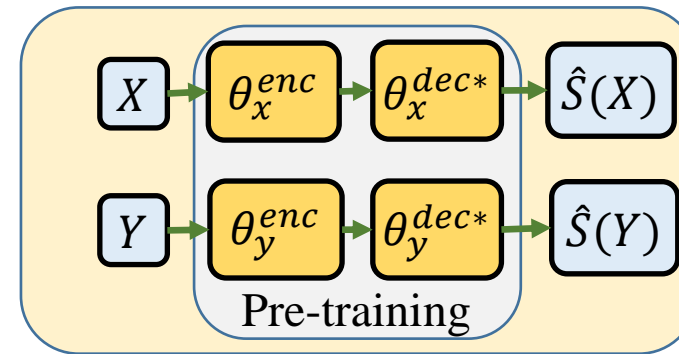 X θ_x^{enc} θ_x^{dec*} Ŝ(X)
Y θ_y^{enc} θ_y^{dec*} Ŝ(Y)
Pre-training